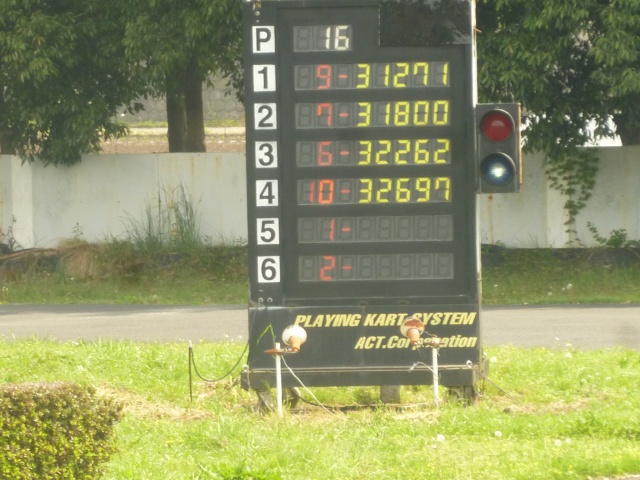 P 16
1 9- 31271
2 7- 31800
3 6- 32262
4 10- 32697
5 1-
6 2-
PLAYING KART SYSTEM
ACT.Corporation